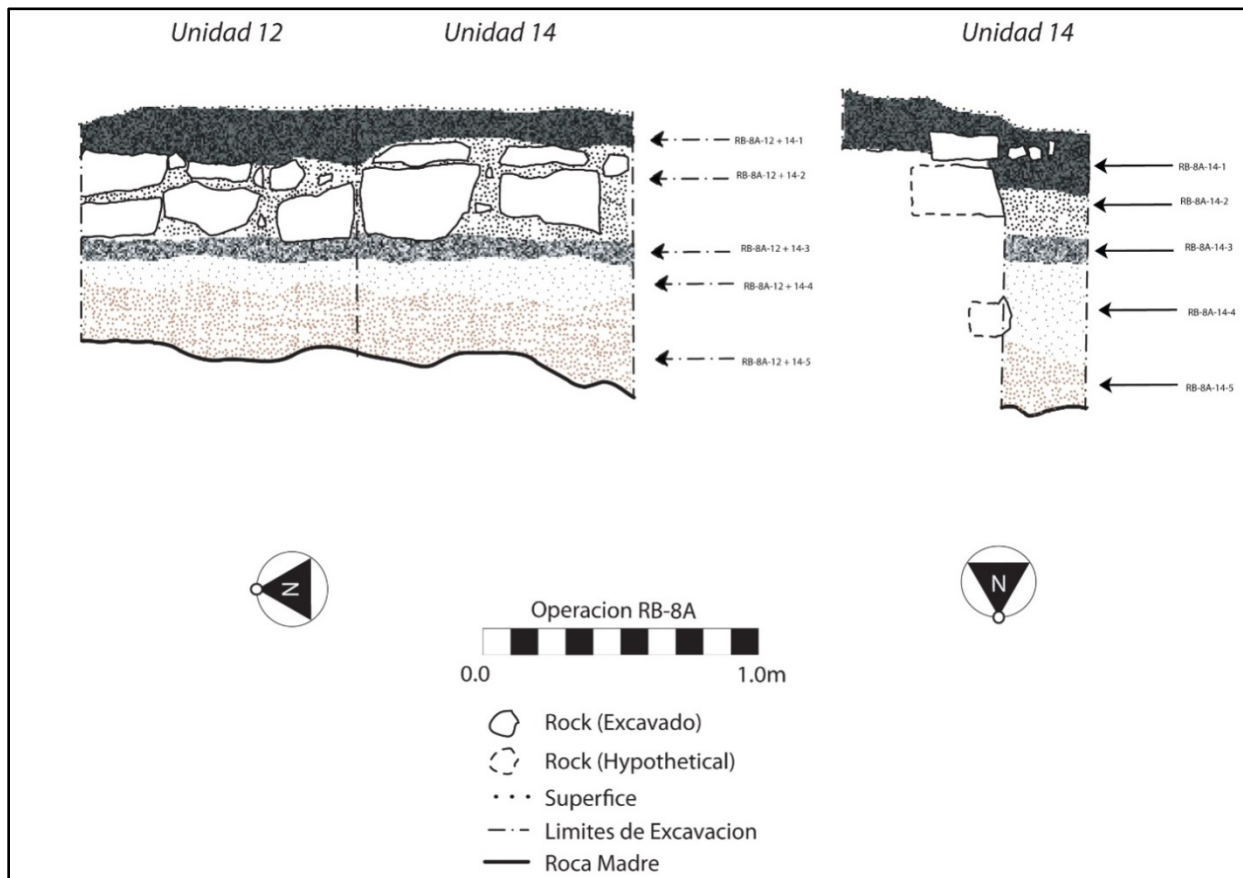 Unidad 12
Unidad 14
Unidad 14
RB-8A-12 + 14-1
RB-8A-12 + 14-2
RB-8A-12 + 14-3
RB-8A-12 + 14-4
RB-8A-12 + 14-5
RB-8A-14-1
RB-8A-14-2
RB-8A-14-3
RB-8A-14-4
RB-8A-14-5
N
N
Operacion RB-8A
0.0
1.0m
Rock (Excavado)
Rock (Hypothetical)
Superfice
Limites de Excavacion
Roca Madre